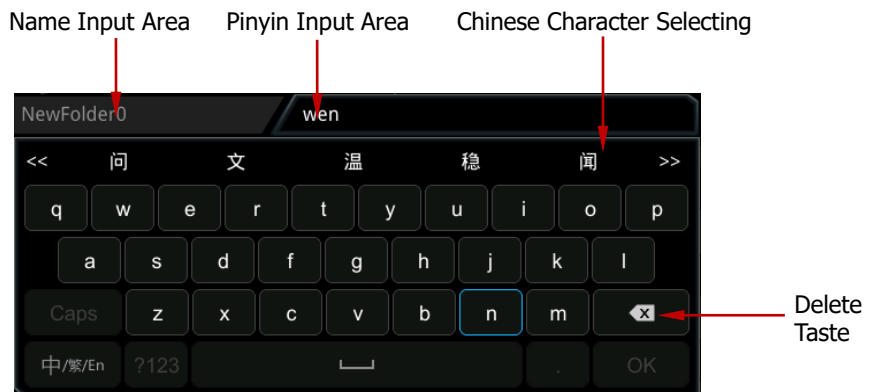 Name Input Area Pinyin Input Area Chinese Character Selecting
NewFolder0 wen
<< 问 文 温 稳 闻 >>
q w e r t y u i o p
a s d f g h j k l
Caps z x c v b n m
Delete
Taste
中/繁/En ?123 . OK